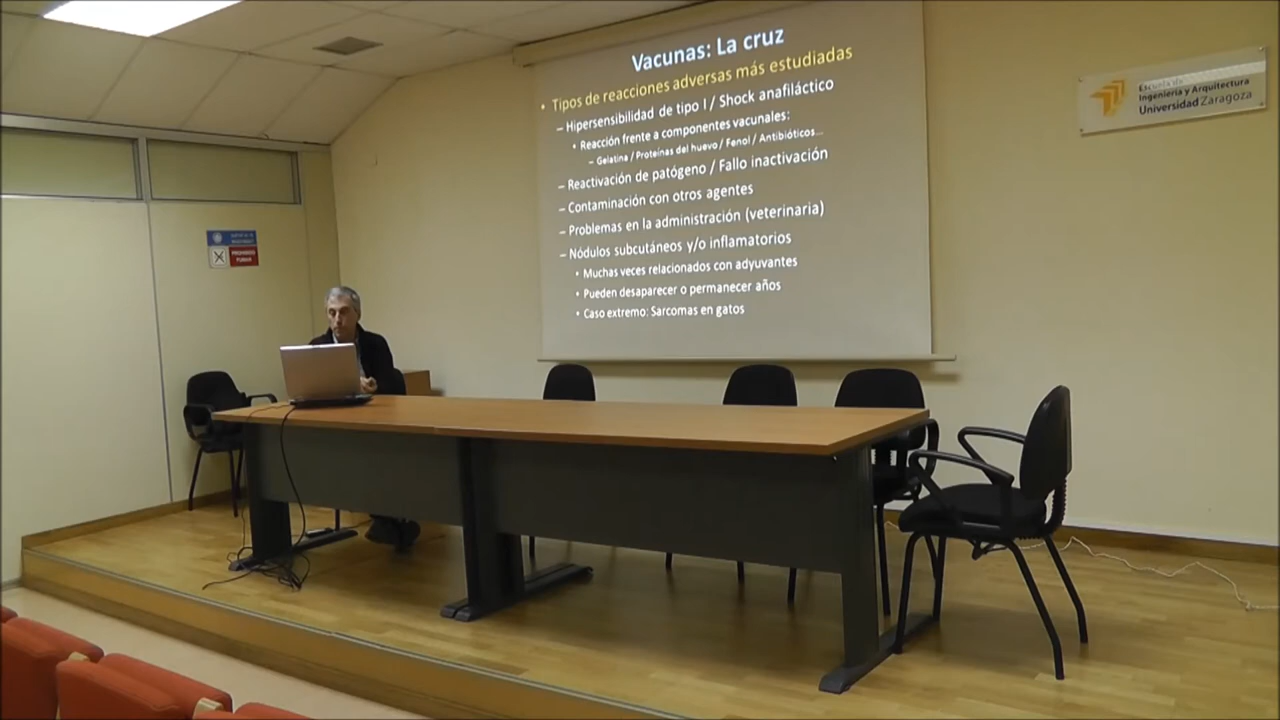 Vacunas: La cruz
• Tipos de reacciones adversas más estudiadas
– Hipersensibilidad de tipo I / Shock anafiláctico
• Reacción frente a componentes vacunales:
– Gelatina / Proteínas del huevo / Fenol / Antibióticos...
– Reactivación de patógeno / Fallo inactivación
– Contaminación con otros agentes
– Problemas en la administración (veterinaria)
– Nódulos subcutáneos y/o inflamatorios
• Muchas veces relacionados con adyuvantes
• Pueden desaparecer o permanecer años
• Caso extremo: Sarcomas en gatos
Escuela de
Ingeniería y Arquitectura
Universidad Zaragoza
PROHIBIDO
FUMAR